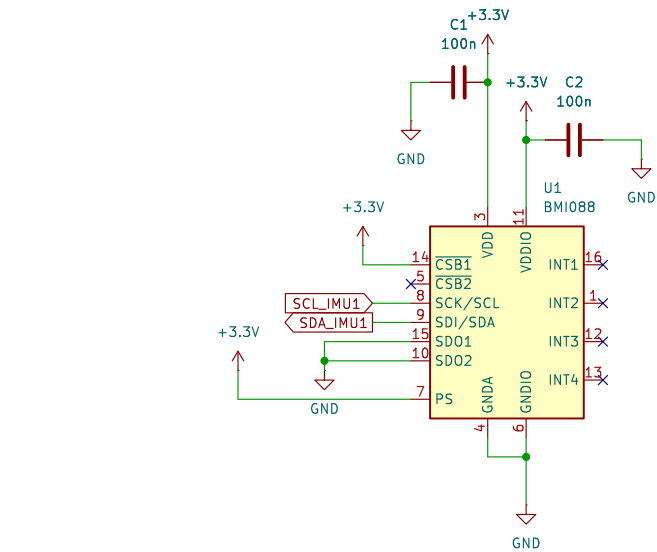 C1
+3.3V
100n
GND
+3.3V
C2
100n
GND
U1
BMI088
+3.3V
3
11
VDD
VDDIO
14
CSB1
16
INT1
5
CSB2
SCL_IMU1
8
SCK/SCL
1
INT2
SDA_IMU1
9
SDI/SDA
+3.3V
15
SDO1
12
INT3
10
SDO2
13
INT4
GND
7
PS
GNDA
GNDIO
4
6
GND